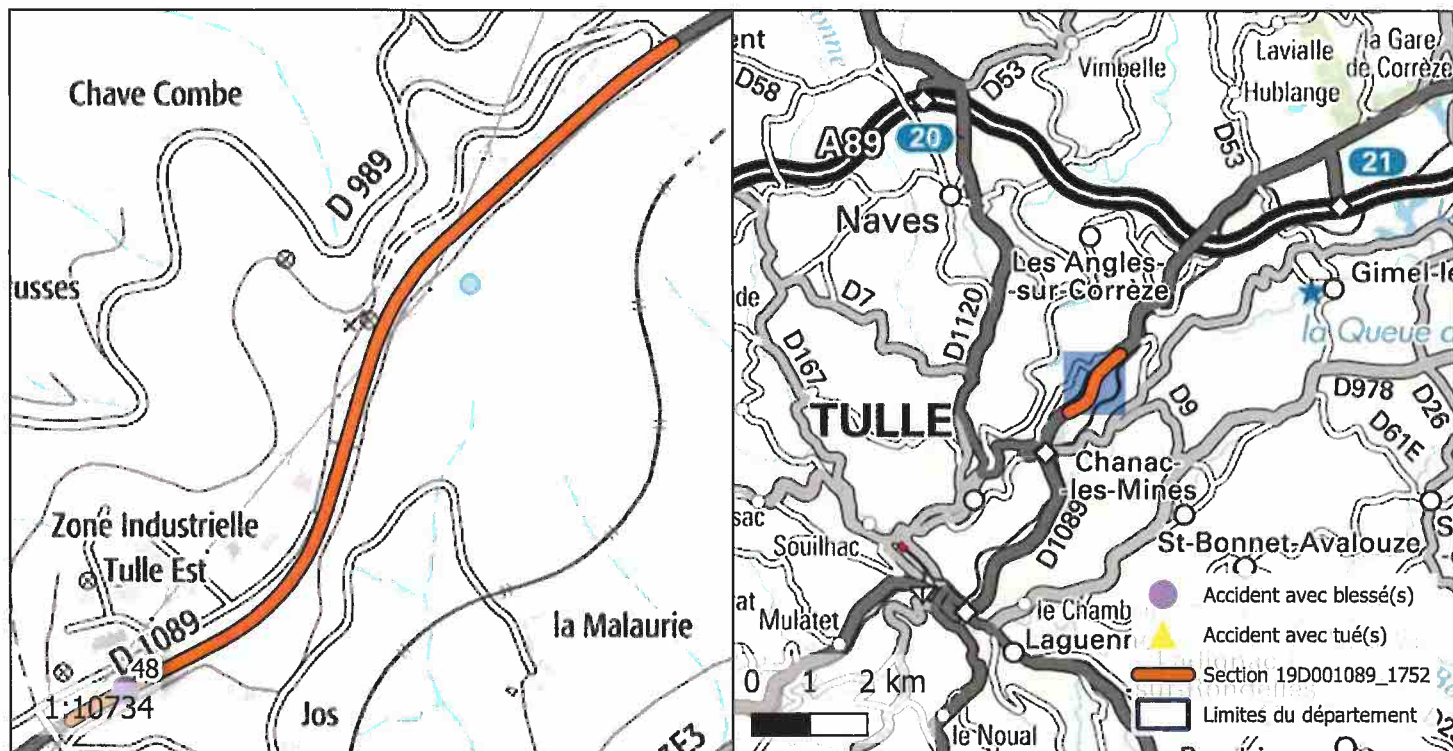 Chave Combe
D 989
usses
Zone Industrielle
Tulle Est
D 1089
48
1:10734
Jos
la Malaurie
ent
D58
D53
Vimbelle
Lavialle
la Gare
de Corrèze
Hublange
A89
20
D53
21
Naves
Les Angles-
-sur-Corrèze
Gimel-le
la Queue d
de
D7
D1120
D167
TULLE
D9
D978
D26
D61E
Chanac-
-les-Mines
sac
D1089
Souilhac
St-Bonnet-Avalouze
at
Mulatet
le Chamb
Laguenn
0 1 2 km
le Noual
Accident avec blessé(s)
Accident avec tué(s)
Section 19D001089_1752
Limites du département